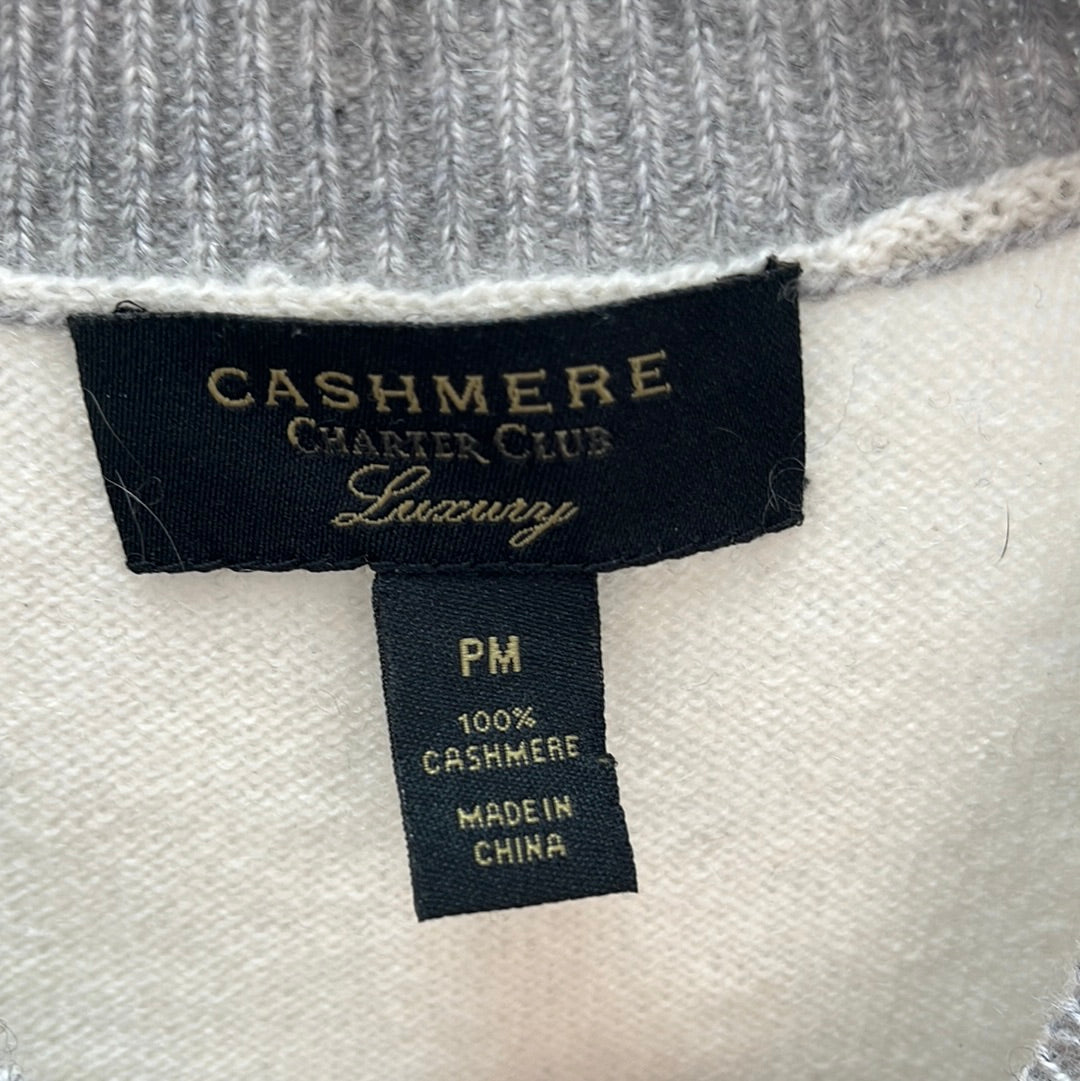 CASHMERE
CHARTER CLUB
Luxury
PM
100%
CASHMERE
MADE IN
CHINA